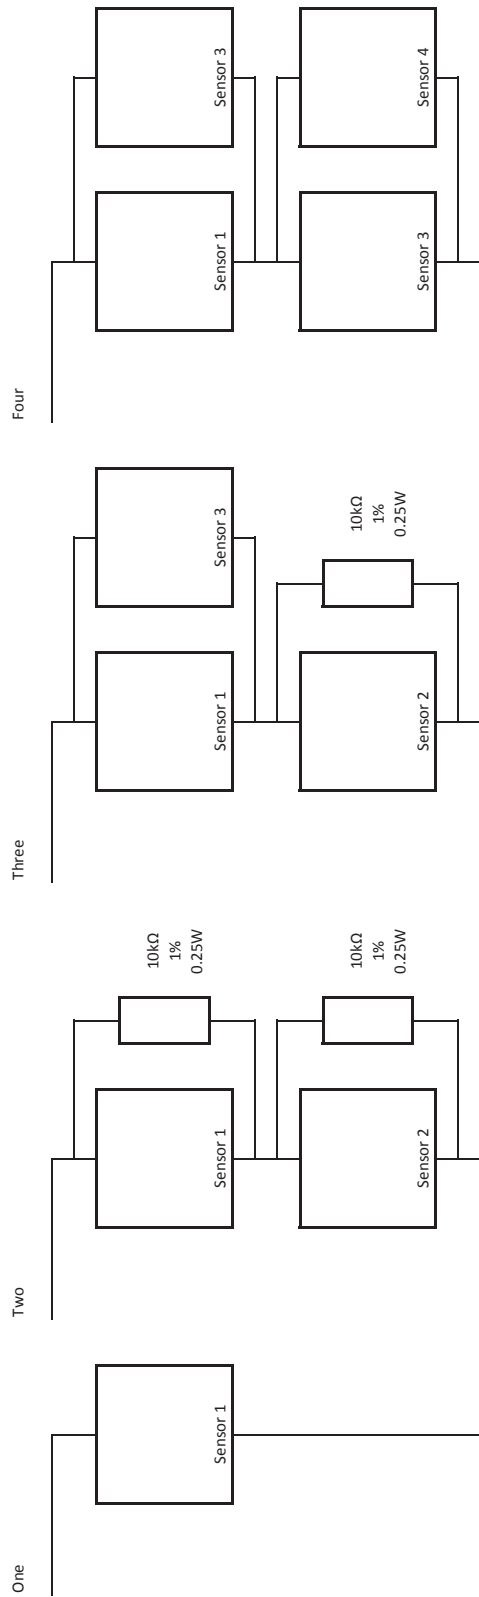 One
Sensor 1
Two
Sensor 1
10kΩ
1%
0.25W
Sensor 2
10kΩ
1%
0.25W
Three
Sensor 1
Sensor 3
Sensor 2
10kΩ
1%
0.25W
Four
Sensor 1
Sensor 3
Sensor 3
Sensor 4